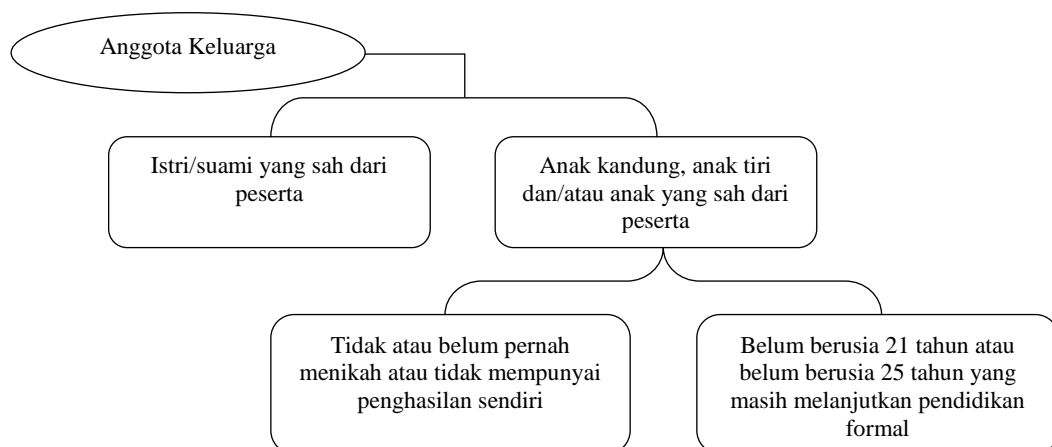 Anggota Keluarga
Istri/suami yang sah dari
peserta
Anak kandung, anak tiri
dan/atau anak yang sah dari
peserta
Tidak atau belum pernah
menikah atau tidak mempunyai
penghasilan sendiri
Belum berusia 21 tahun atau
belum berusia 25 tahun yang
masih melanjutkan pendidikan
formal